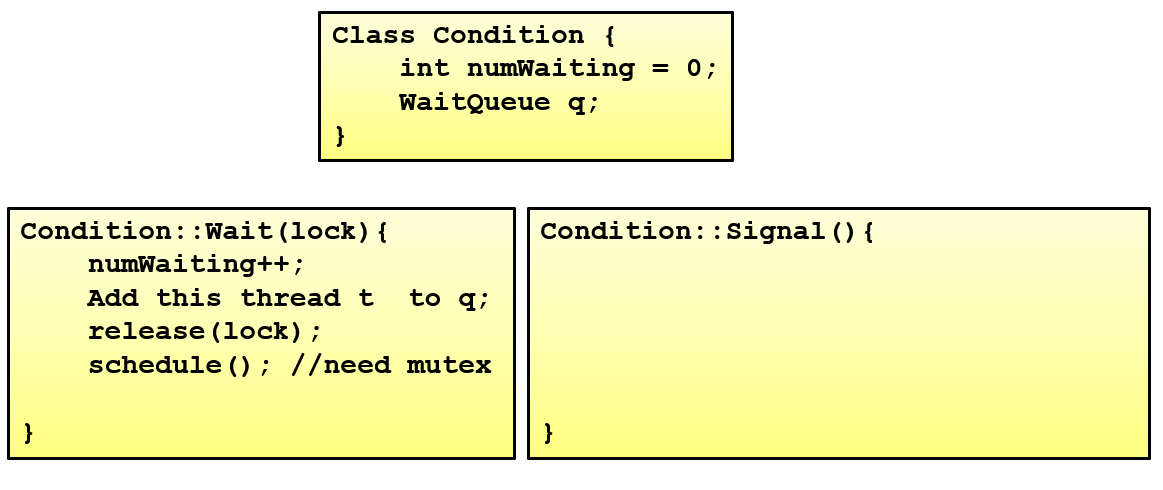 Class Condition {
    int numWaiting = 0;
    WaitQueue q;
}
Condition::Wait(lock){
    numWaiting++;
    Add this thread t  to q;
    release(lock);
    schedule(); //need mutex
}
Condition::Signal(){
}